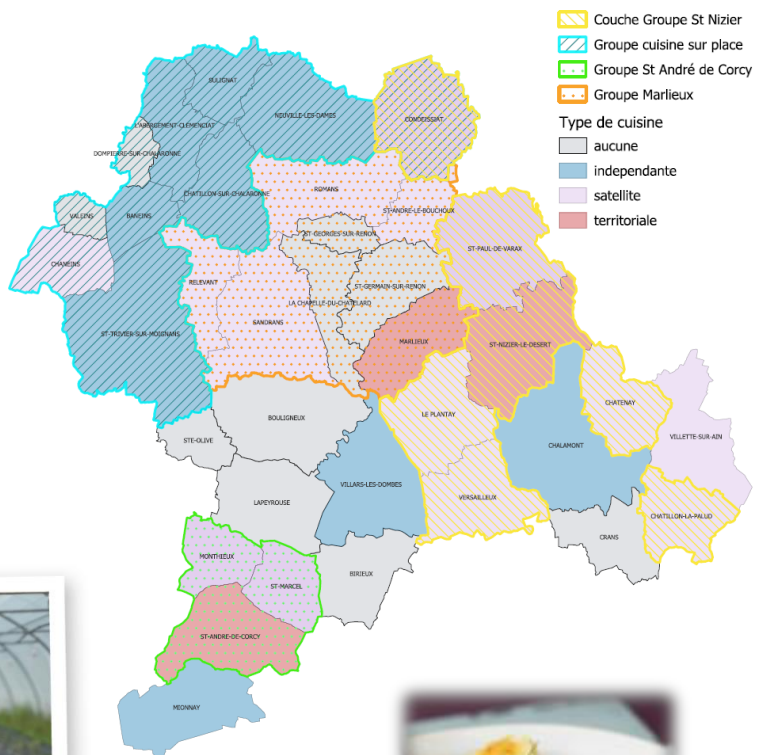 Couche Groupe St Nizier
Groupe cuisine sur place
Groupe St André de Corcy
Groupe Marlieux
Type de cuisine
aucune
independante
satellite
territoriale
SULIGNAT
NEUVILLE-LES-DAMES
CONDEISSIAT
L'ABERGEMENT-CLEMENCIAT
DOMPIERRE-SUR-CHALARONNE
CHATILLON-SUR-CHALARONNE
ROMANS
ST-ANDRE-LE-BOUCHOUX
VALEINS
BANEINS
ST-GEORGES-SUR-RENON
ST-PAUL-DE-VARAX
CHANEINS
RELEVANT
ST-GERMAIN-SUR-RENON
LA CHAPELLE-DU-CHATELARD
SANDRANS
ST-TRIVIER-SUR-MOIGNANS
MARLIEUX
ST-NIZIER-LE-DESERT
CHATENAY
LE PLANTAY
BOULIGNEUX
STE-OLIVE
CHALAMONT
VILLETTE-SUR-AIN
VILLARS-LES-DOMBES
VERSAILLEUX
LAPEYROUSE
CHATILLON-LA-PALUD
CRANS
MONTHIEUX
BIRIEUX
ST-MARCEL
ST-ANDRE-DE-CORCY
MIONNAY